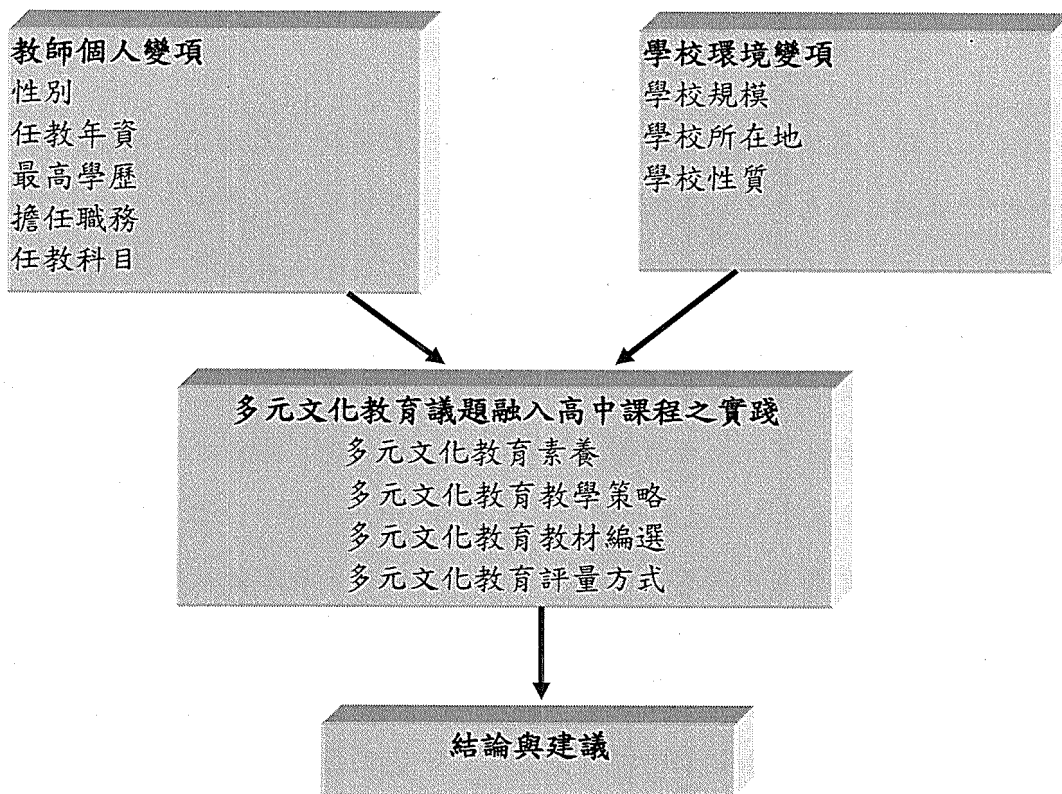 教師個人變項
性別
任教年資
最高學歷
擔任職務
任教科目
學校環境變項
學校規模
學校所在地
學校性質
多元文化教育議題融入高中課程之實踐
多元文化教育素養
多元文化教育教學策略
多元文化教育教材編選
多元文化教育評量方式
結論與建議